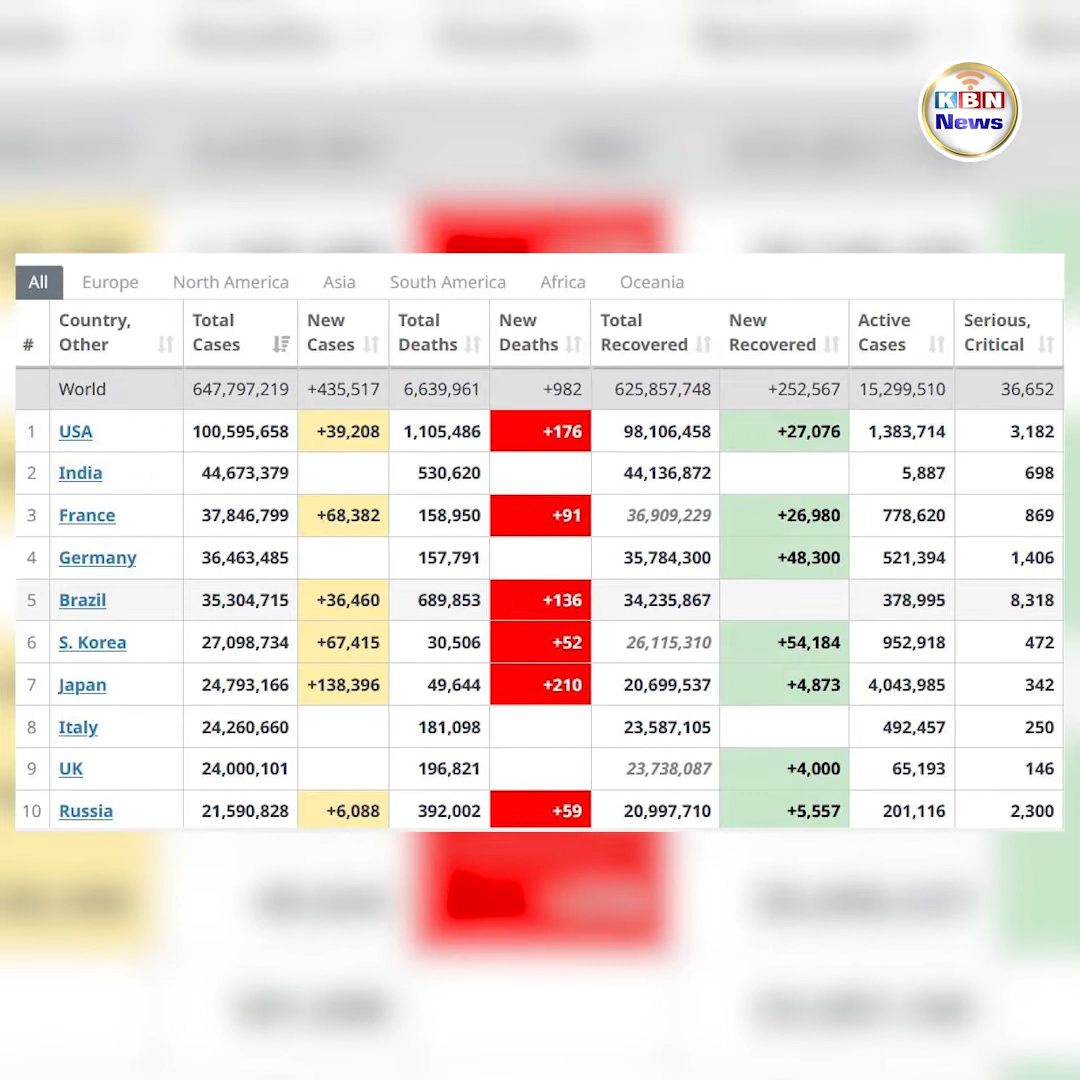 KBN
News
All Europe North America Asia South America Africa Oceania
# Country, Other Total Cases New Cases Total Deaths New Deaths Total Recovered New Recovered Active Cases Serious, Critical
World 647,797,219 +435,517 6,639,961 +982 625,857,748 +252,567 15,299,510 36,652
1 USA 100,595,658 +39,208 1,105,486 +176 98,106,458 +27,076 1,383,714 3,182
2 India 44,673,379 530,620 44,136,872 5,887 698
3 France 37,846,799 +68,382 158,950 +91 36,909,229 +26,980 778,620 869
4 Germany 36,463,485 157,791 35,784,300 +48,300 521,394 1,406
5 Brazil 35,304,715 +36,460 689,853 +136 34,235,867 378,995 8,318
6 S. Korea 27,098,734 +67,415 30,506 +52 26,115,310 +54,184 952,918 472
7 Japan 24,793,166 +138,396 49,644 +210 20,699,537 +4,873 4,043,985 342
8 Italy 24,260,660 181,098 23,587,105 492,457 250
9 UK 24,000,101 196,821 23,738,087 +4,000 65,193 146
10 Russia 21,590,828 +6,088 392,002 +59 20,997,710 +5,557 201,116 2,300